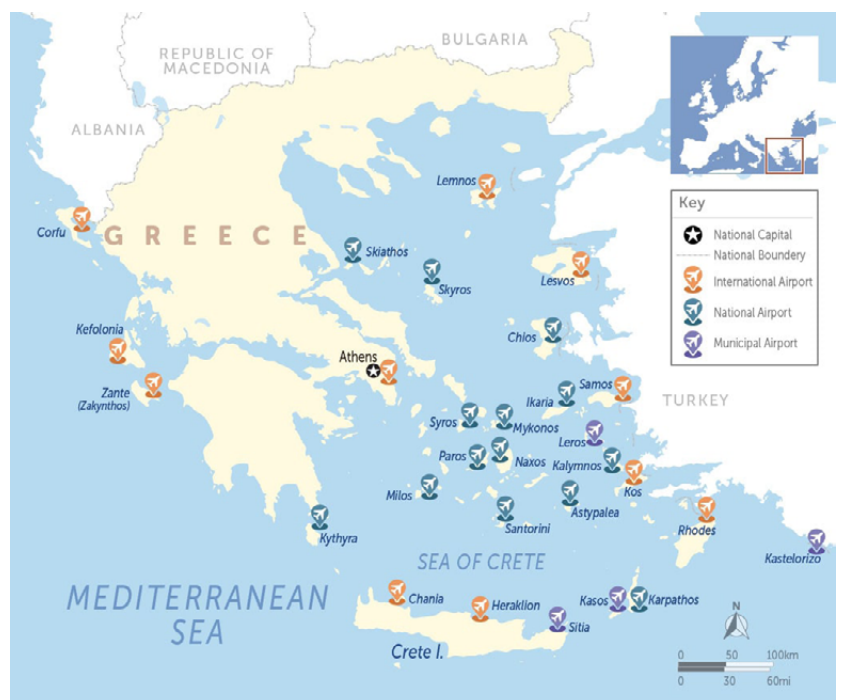 BULGARIA
REPUBLIC OF
MACEDONIA
ALBANIA
Lemnos
Corfu
GREECE
Skiathos
Skyros
Lesvos
Kefolonia
Chios
Athens
Zante
(Zakynthos)
Ikaria
Samos
TURKEY
Syros
Mykonos
Leros
Paros
Naxos
Kalymnos
Milos
Kos
Astypalea
Santorini
Kythyra
Rhodes
Kastelorizo
SEA OF CRETE
MEDITERRANEAN
SEA
Chania
Heraklion
Kasos
Karpathos
Sitia
Crete I.
Key
National Capital
National Boundary
International Airport
National Airport
Municipal Airport
N
0 50 100km
0 30 60mi